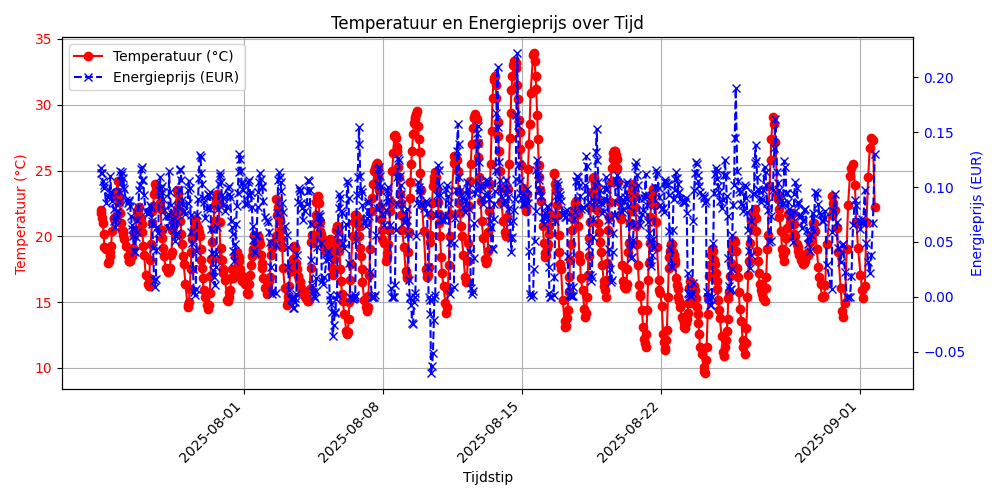 Temperatuur en Energieprijs over Tijd
Temperatuur (°C)
Energieprijs (EUR)
35
30
25
20
15
10
Temperatuur (°C)
0.20
0.15
0.10
0.05
0.00
−0.05
Energieprijs (EUR)
2025-08-01
2025-08-08
2025-08-15
2025-08-22
2025-09-01
Tijdstip